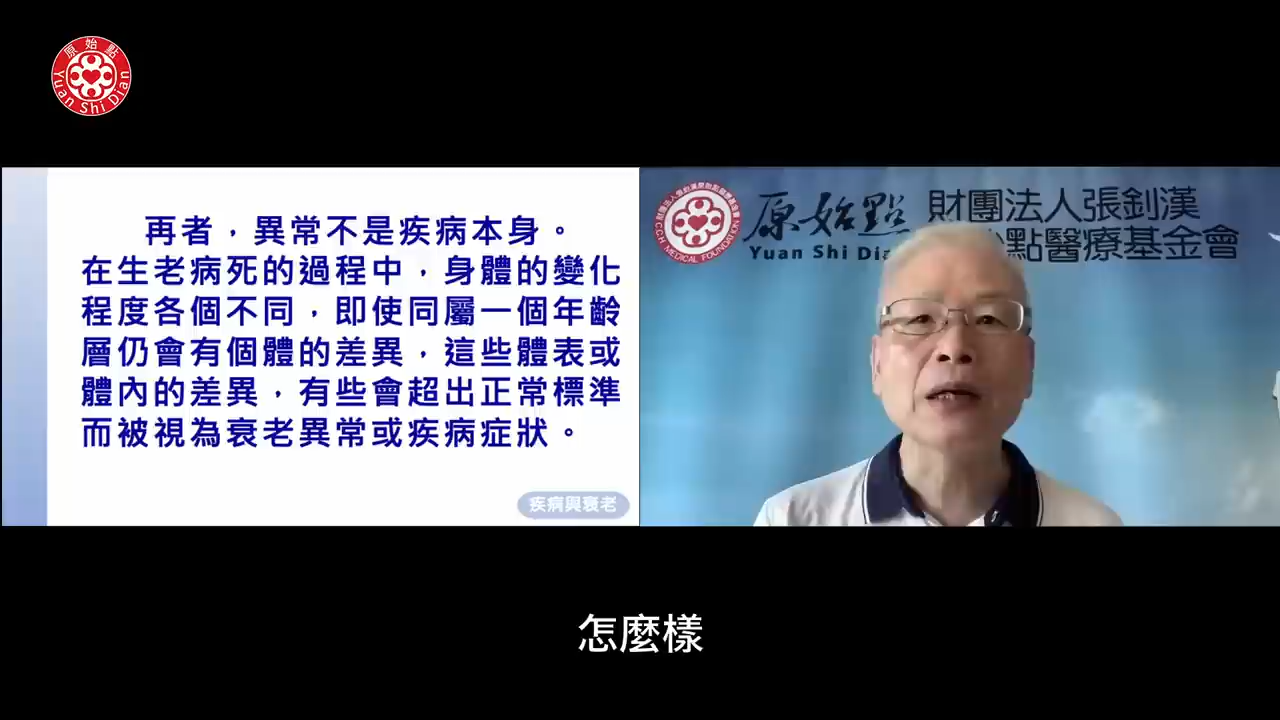 原始點
Yuan Shi Dian
再者，異常不是疾病本身。
在生老病死的過程中，身體的變化
程度各個不同，即使同屬一個年齡
層仍會有個體的差異，這些體表或
體內的差異，有些會超出正常標準
而被視為衰老異常或疾病症狀。
疾病與衰老
原始點
Yuan Shi Dia
財團法人張釗漢
點醫療基金會
怎麼樣